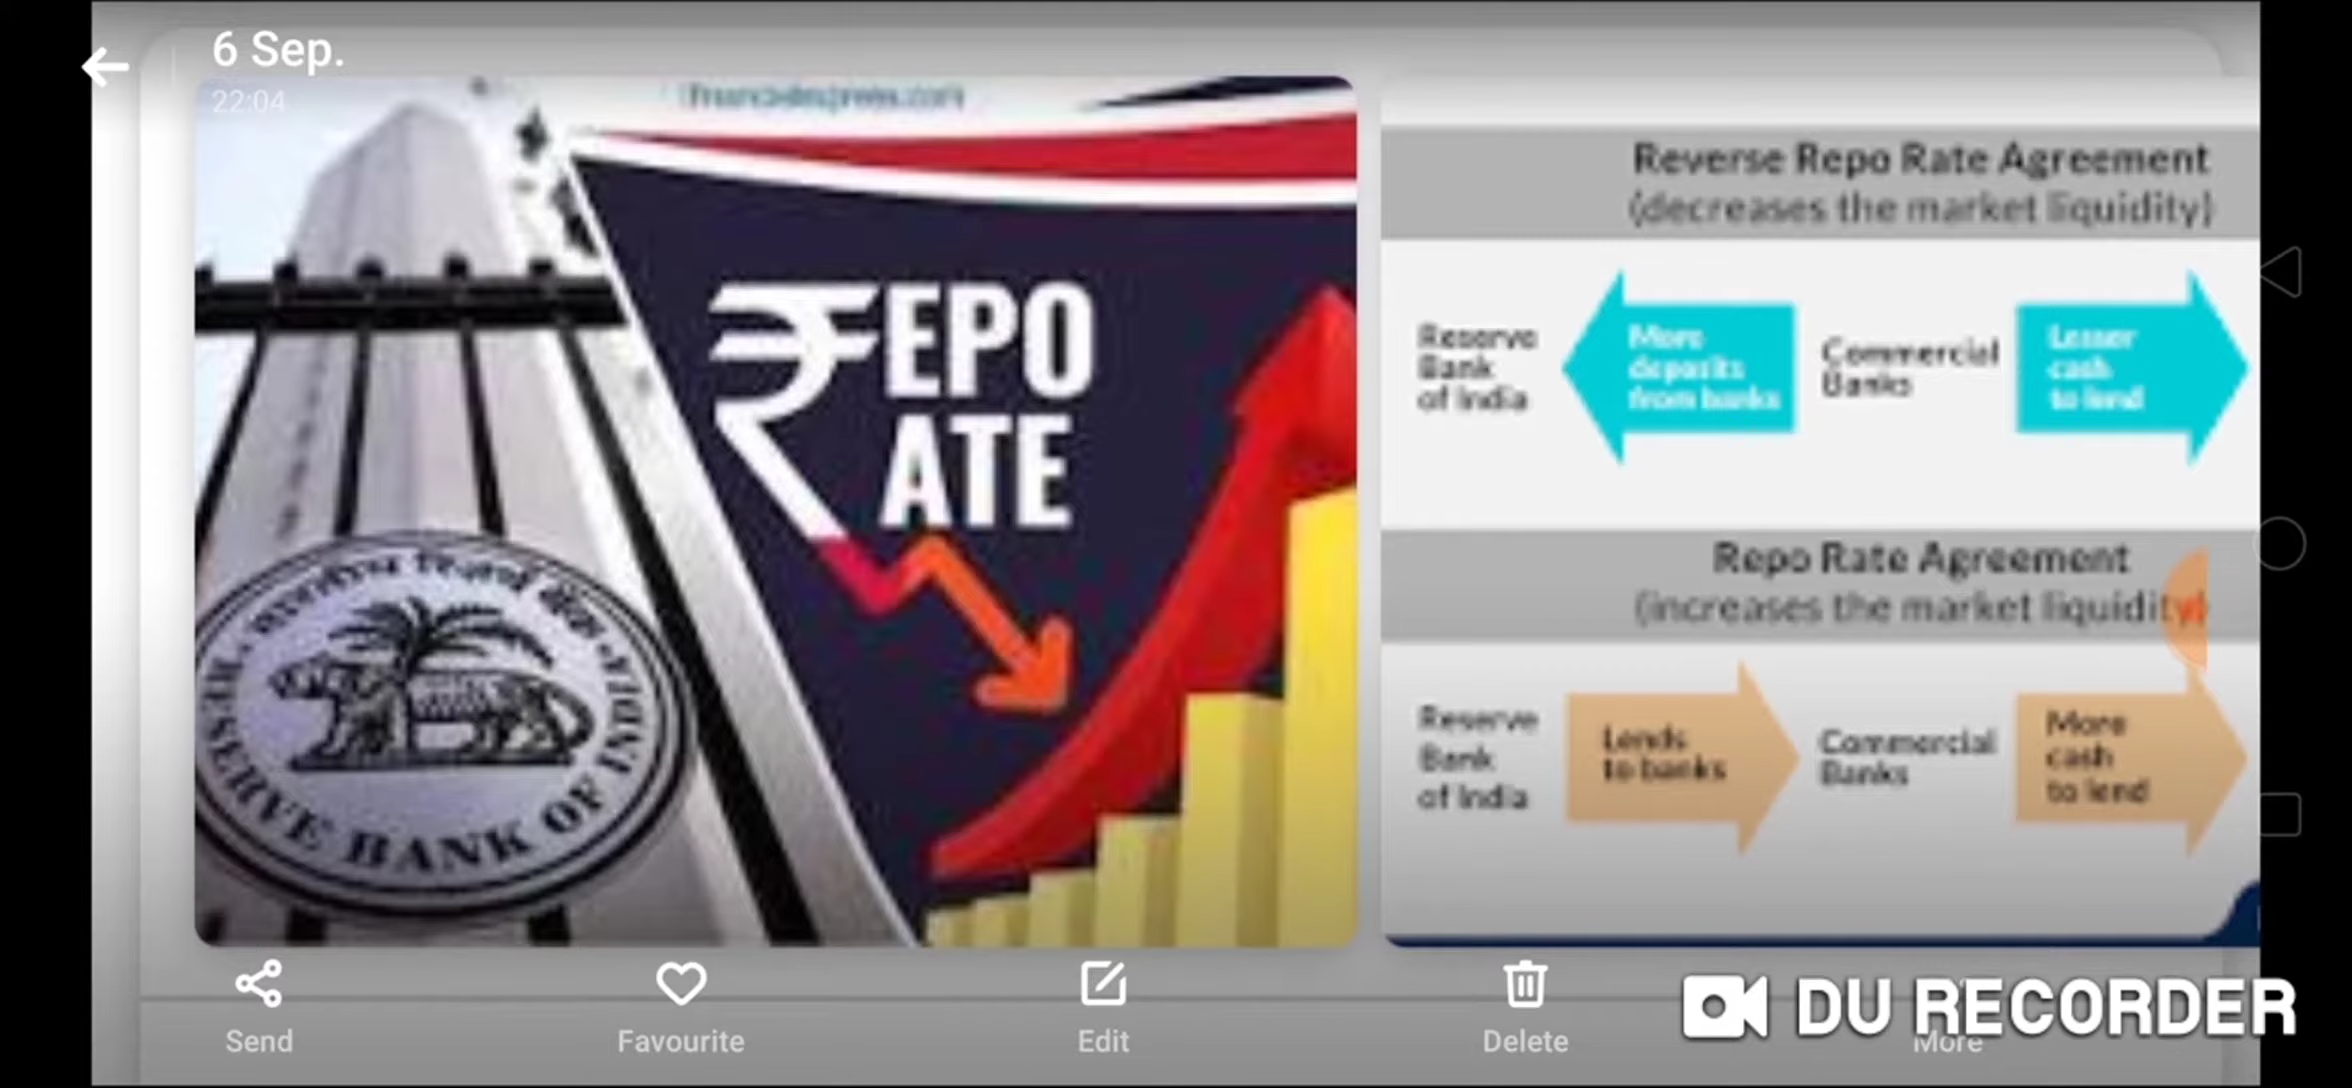 6 Sep.
22:04
financialexpress.com
₹EPO
ATE
RESERVE BANK OF INDIA
Reverse Repo Rate Agreement
(decreases the market liquidity)
Reserve
Bank
of India
More
deposits
from banks
Commercial
Banks
Lesser
cash
to lend
Repo Rate Agreement
(increases the market liquidity)
Reserve
Bank
of India
Lends
to banks
Commercial
Banks
More
cash
to lend
Send
Favourite
Edit
Delete
More
DU RECORDER